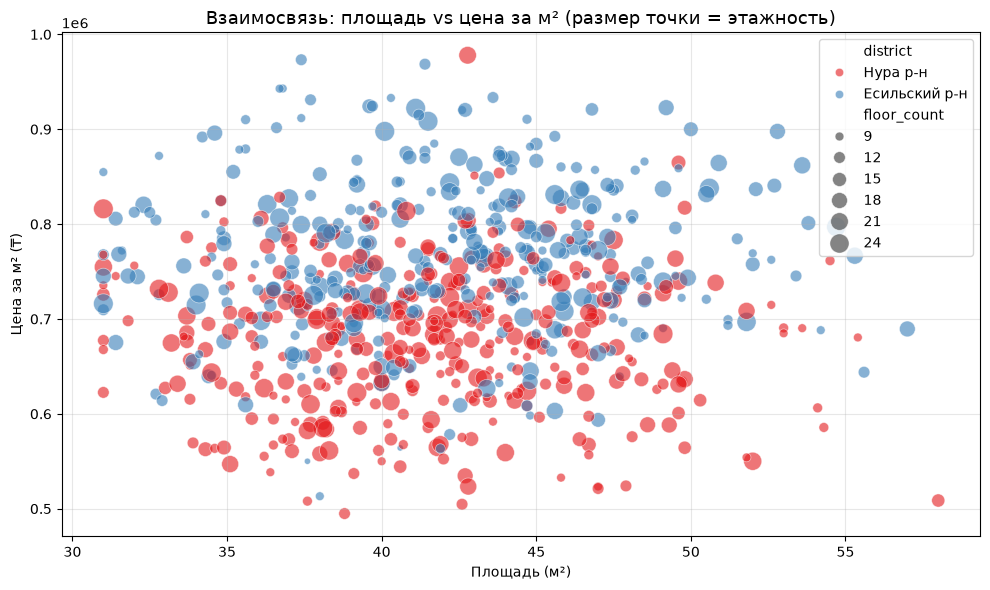 Взаимосвязь: площадь vs цена за м² (размер точки = этажность)
1e6
1.0
0.9
0.8
0.7
0.6
0.5
Цена за м² (₸)
30
35
40
45
50
55
Площадь (м²)
district
Нура р-н
Есильский р-н
floor_count
9
12
15
18
21
24